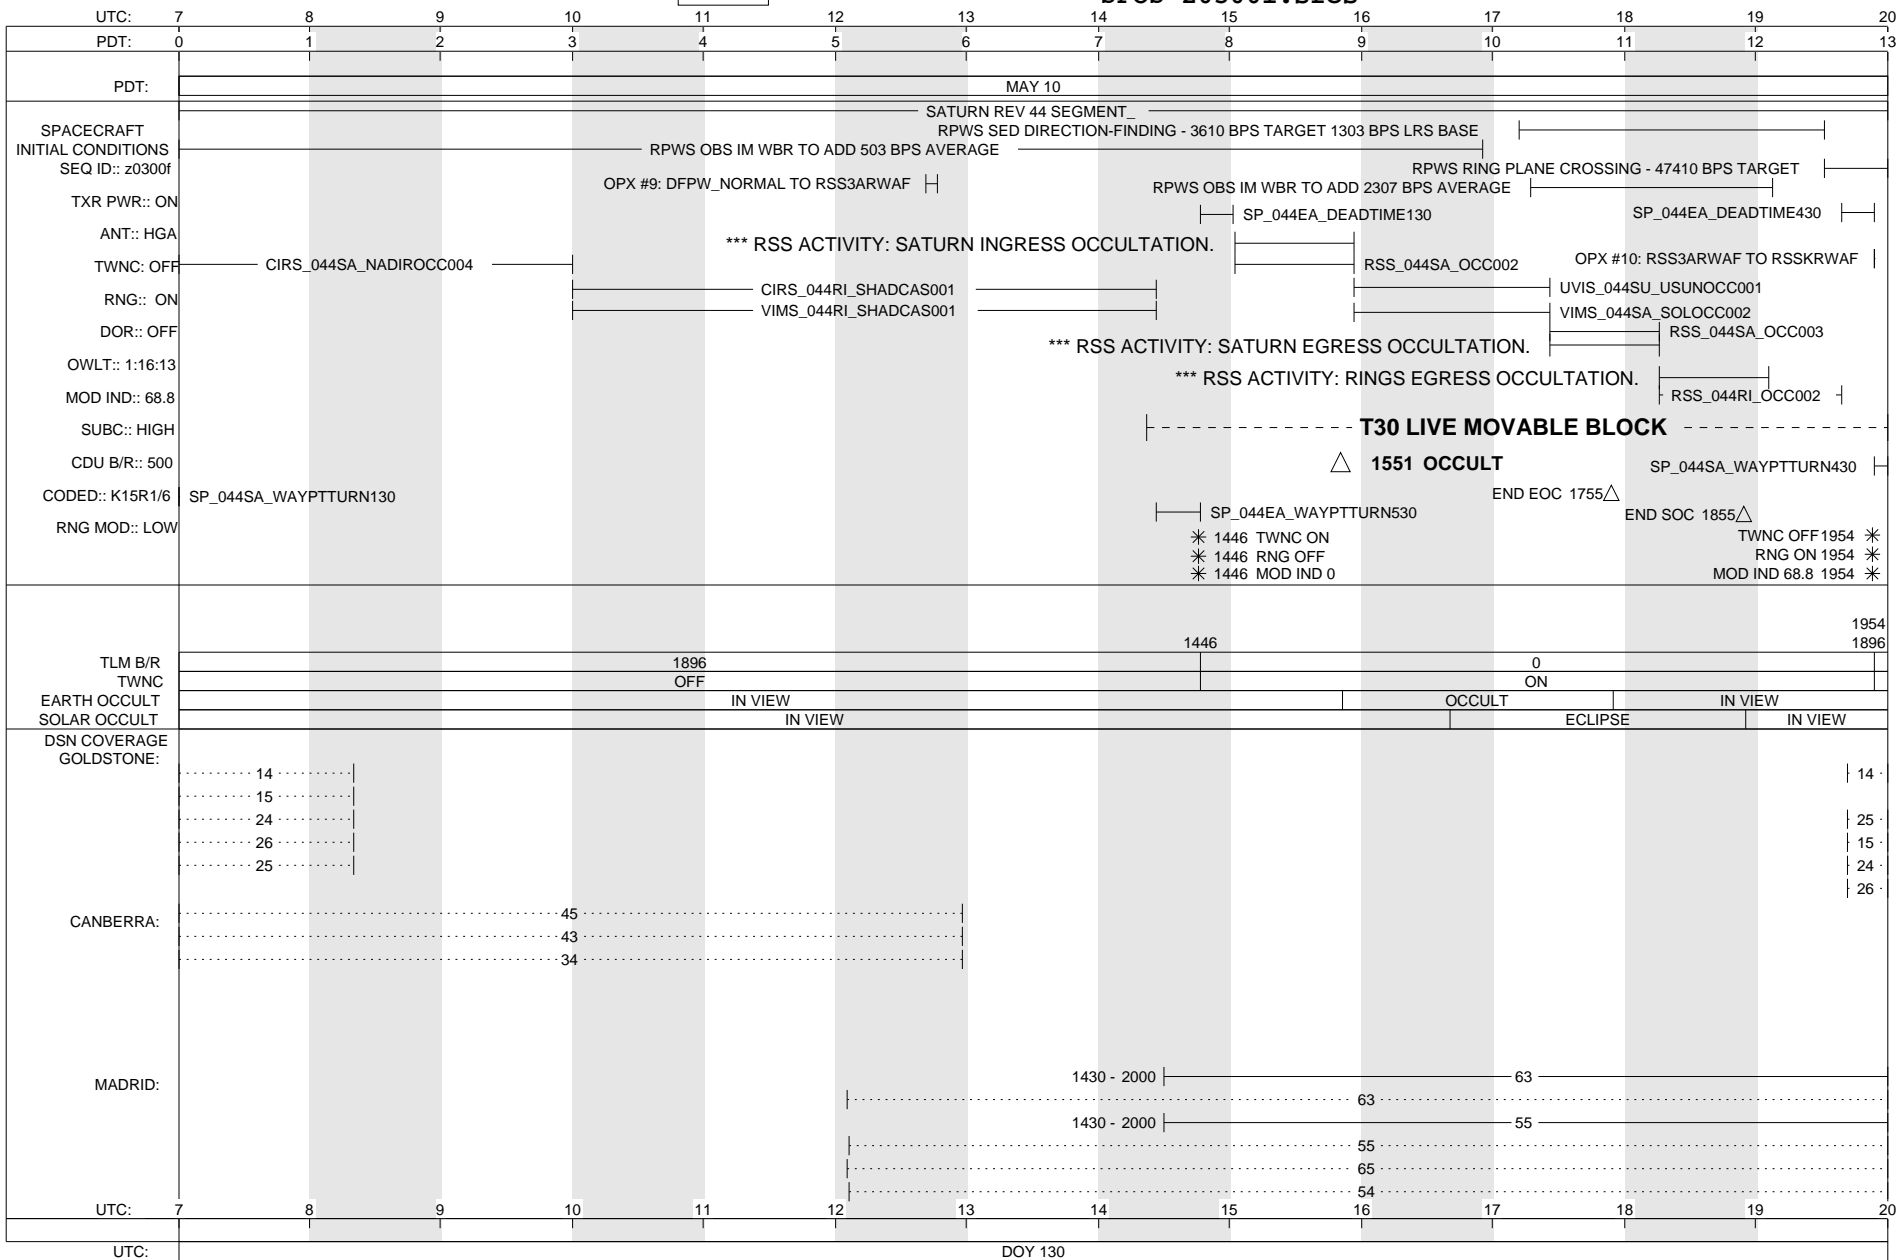 UTC: 7 8 9 10 11 12 13 14 15 16 17 18 19 20
PDT: 0 1 2 3 4 5 6 7 8 9 10 11 12 13
PDT: MAY 10
SATURN REV 44 SEGMENT_
SPACECRAFT
INITIAL CONDITIONS
RPWS SED DIRECTION-FINDING - 3610 BPS TARGET 1303 BPS LRS BASE
RPWS OBS IM WBR TO ADD 503 BPS AVERAGE
SEQ ID:: z0300f
RPWS RING PLANE CROSSING - 47410 BPS TARGET
OPX #9: DFPW_NORMAL TO RSS3ARWAF
RPWS OBS IM WBR TO ADD 2307 BPS AVERAGE
TXR PWR:: ON
SP_044EA_DEADTIME130
SP_044EA_DEADTIME430
ANT:: HGA
*** RSS ACTIVITY: SATURN INGRESS OCCULTATION.
TWNC: OFF
CIRS_044SA_NADIROCC004
RSS_044SA_OCC002
OPX #10: RSS3ARWAF TO RSSKRWAF
RNG:: ON
CIRS_044RI_SHADCAS001
UVIS_044SU_USUNOCC001
VIMS_044RI_SHADCAS001
VIMS_044SA_SOLOCC002
DOR:: OFF
RSS_044SA_OCC003
*** RSS ACTIVITY: SATURN EGRESS OCCULTATION.
OWLT:: 1:16:13
*** RSS ACTIVITY: RINGS EGRESS OCCULTATION.
MOD IND:: 68.8
RSS_044RI_OCC002
SUBC:: HIGH
T30 LIVE MOVABLE BLOCK
CDU B/R:: 500
1551 OCCULT
SP_044SA_WAYPTTURN430
CODED:: K15R1/6
SP_044SA_WAYPTTURN130
END EOC 1755
SP_044EA_WAYPTTURN530
END SOC 1855
RNG MOD:: LOW
1446 TWNC ON
TWNC OFF1954
1446 RNG OFF
RNG ON 1954
1446 MOD IND 0
MOD IND 68.8 1954
1954
1446
1896
TLM B/R 1896 0
TWNC OFF ON
EARTH OCCULT IN VIEW OCCULT IN VIEW
SOLAR OCCULT IN VIEW ECLIPSE IN VIEW
DSN COVERAGE
GOLDSTONE:
14 14
15
24 25
26 15
25 24
26
CANBERRA:
45
43
34
MADRID:
1430 - 2000 63
63
1430 - 2000 55
55
65
54
UTC: 7 8 9 10 11 12 13 14 15 16 17 18 19 20
UTC: DOY 130